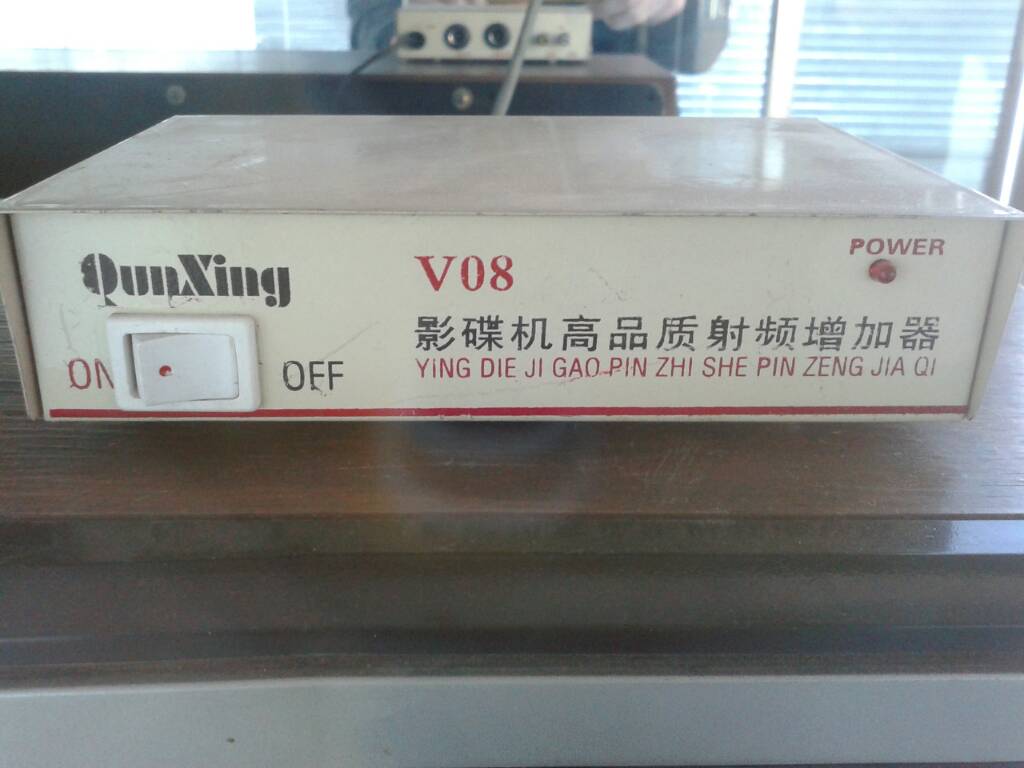 QunXing
V08
POWER
影碟机高品质射频增加器
YING DIE JI GAO PIN ZHI SHE PIN ZENG JIA QI
ON OFF